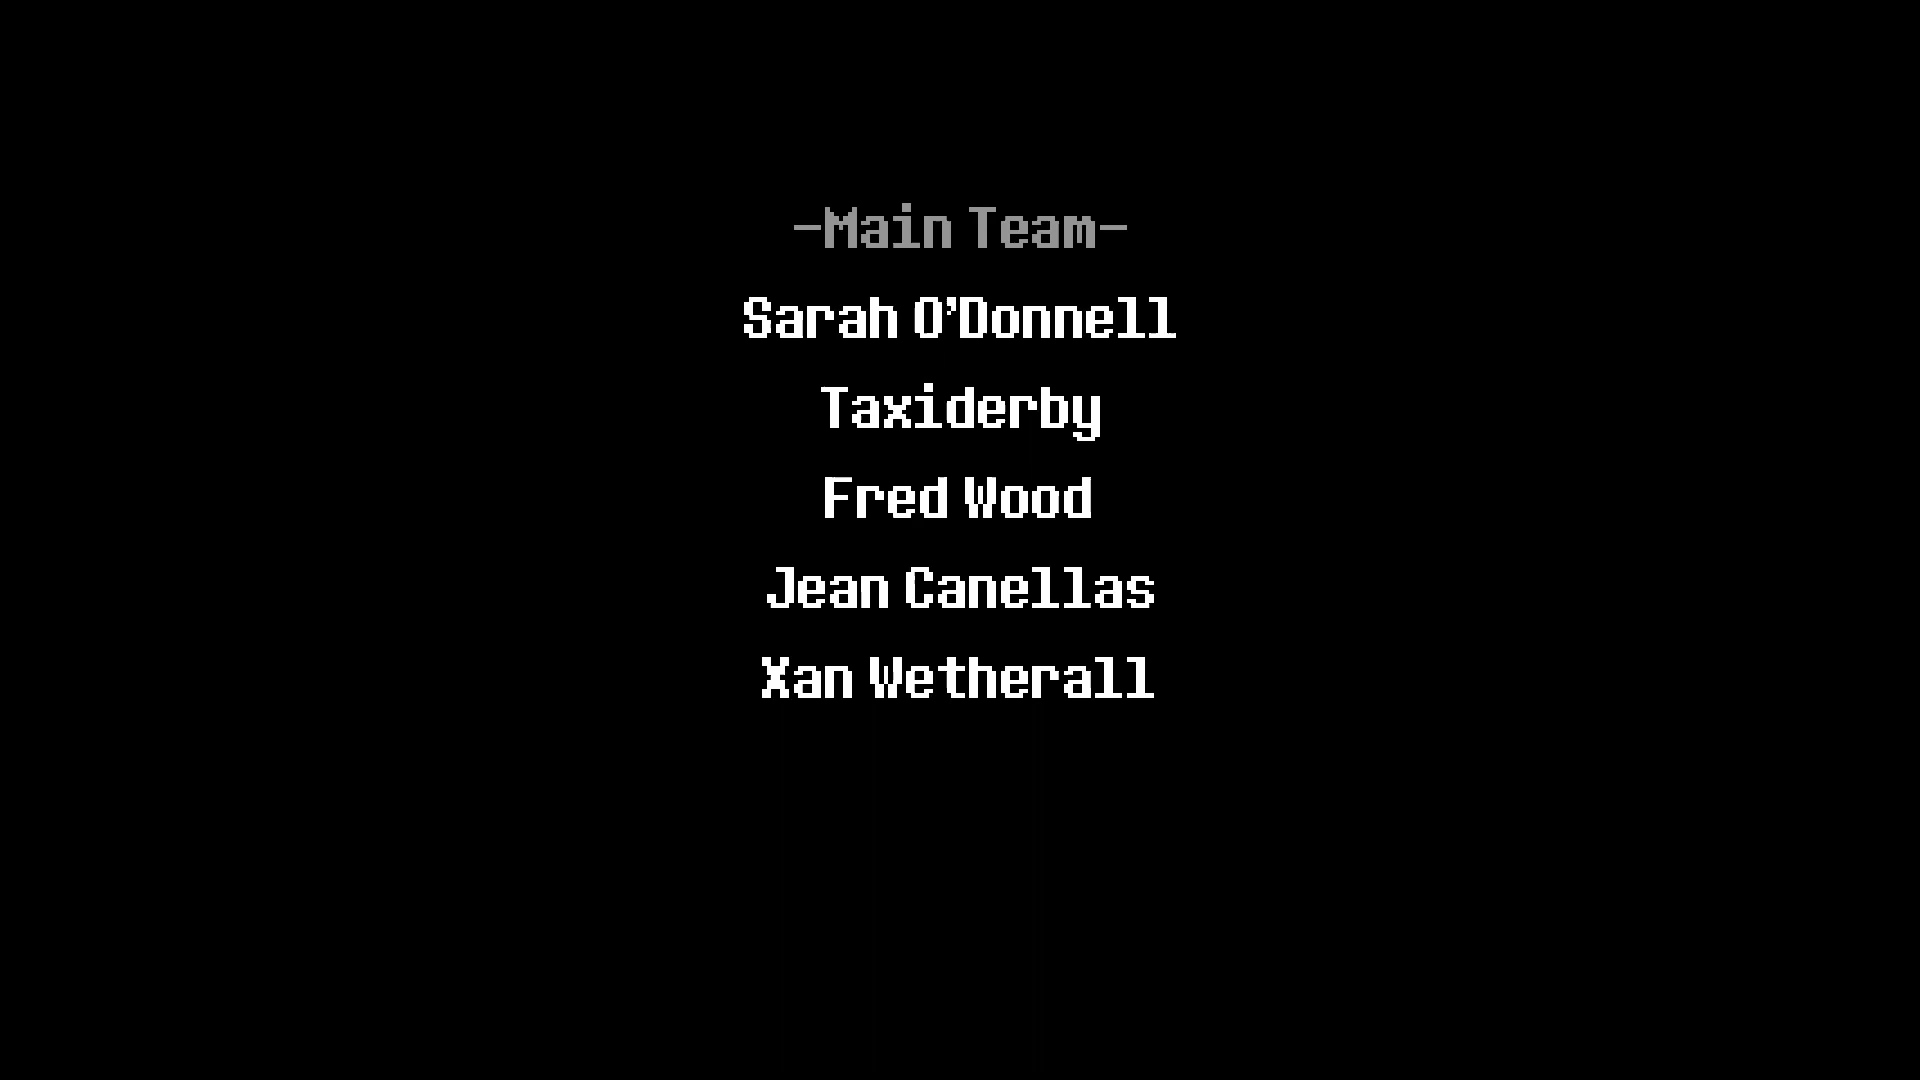 -Main Team-
Sarah O'Donnell
Taxiderby
Fred Wood
Jean Canellas
Xan Wetherall